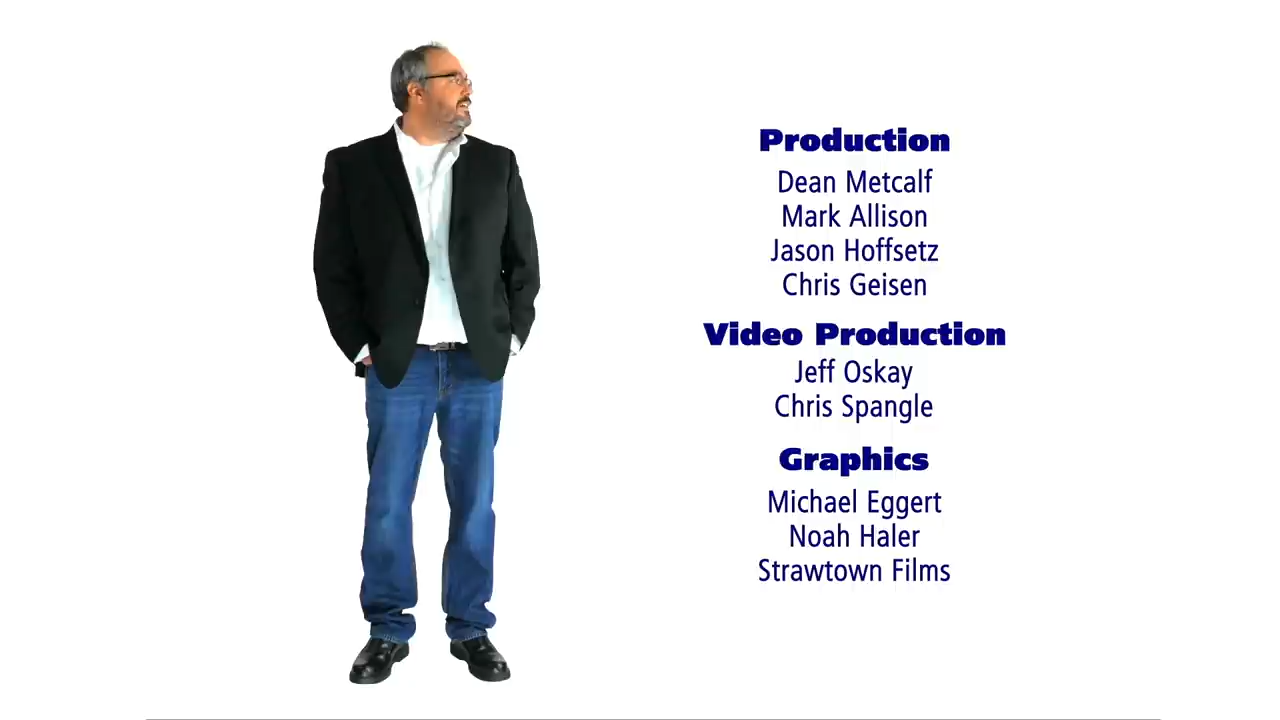 Production
Dean Metcalf
Mark Allison
Jason Hoffsetz
Chris Geisen
Video Production
Jeff Oskay
Chris Spangle
Graphics
Michael Eggert
Noah Haler
Strawtown Films